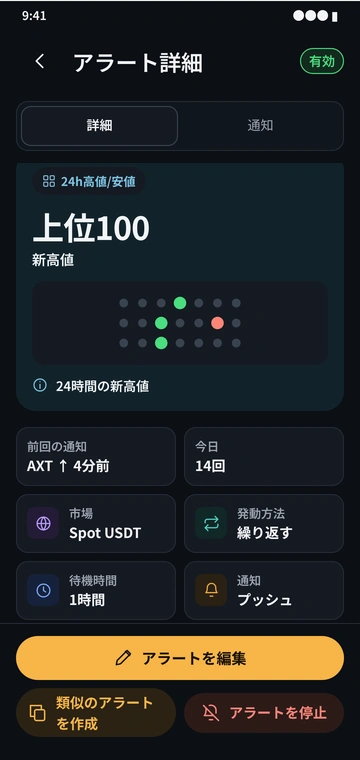 9:41
アラート詳細
有効
詳細
通知
24h高値/安値
上位100
新高値
24時間の新高値
前回の通知
AXT ↑ 4分前
今日
14回
市場
Spot USDT
発動方法
繰り返す
待機時間
1時間
通知
プッシュ
アラートを編集
類似のアラート
を作成
アラートを停止